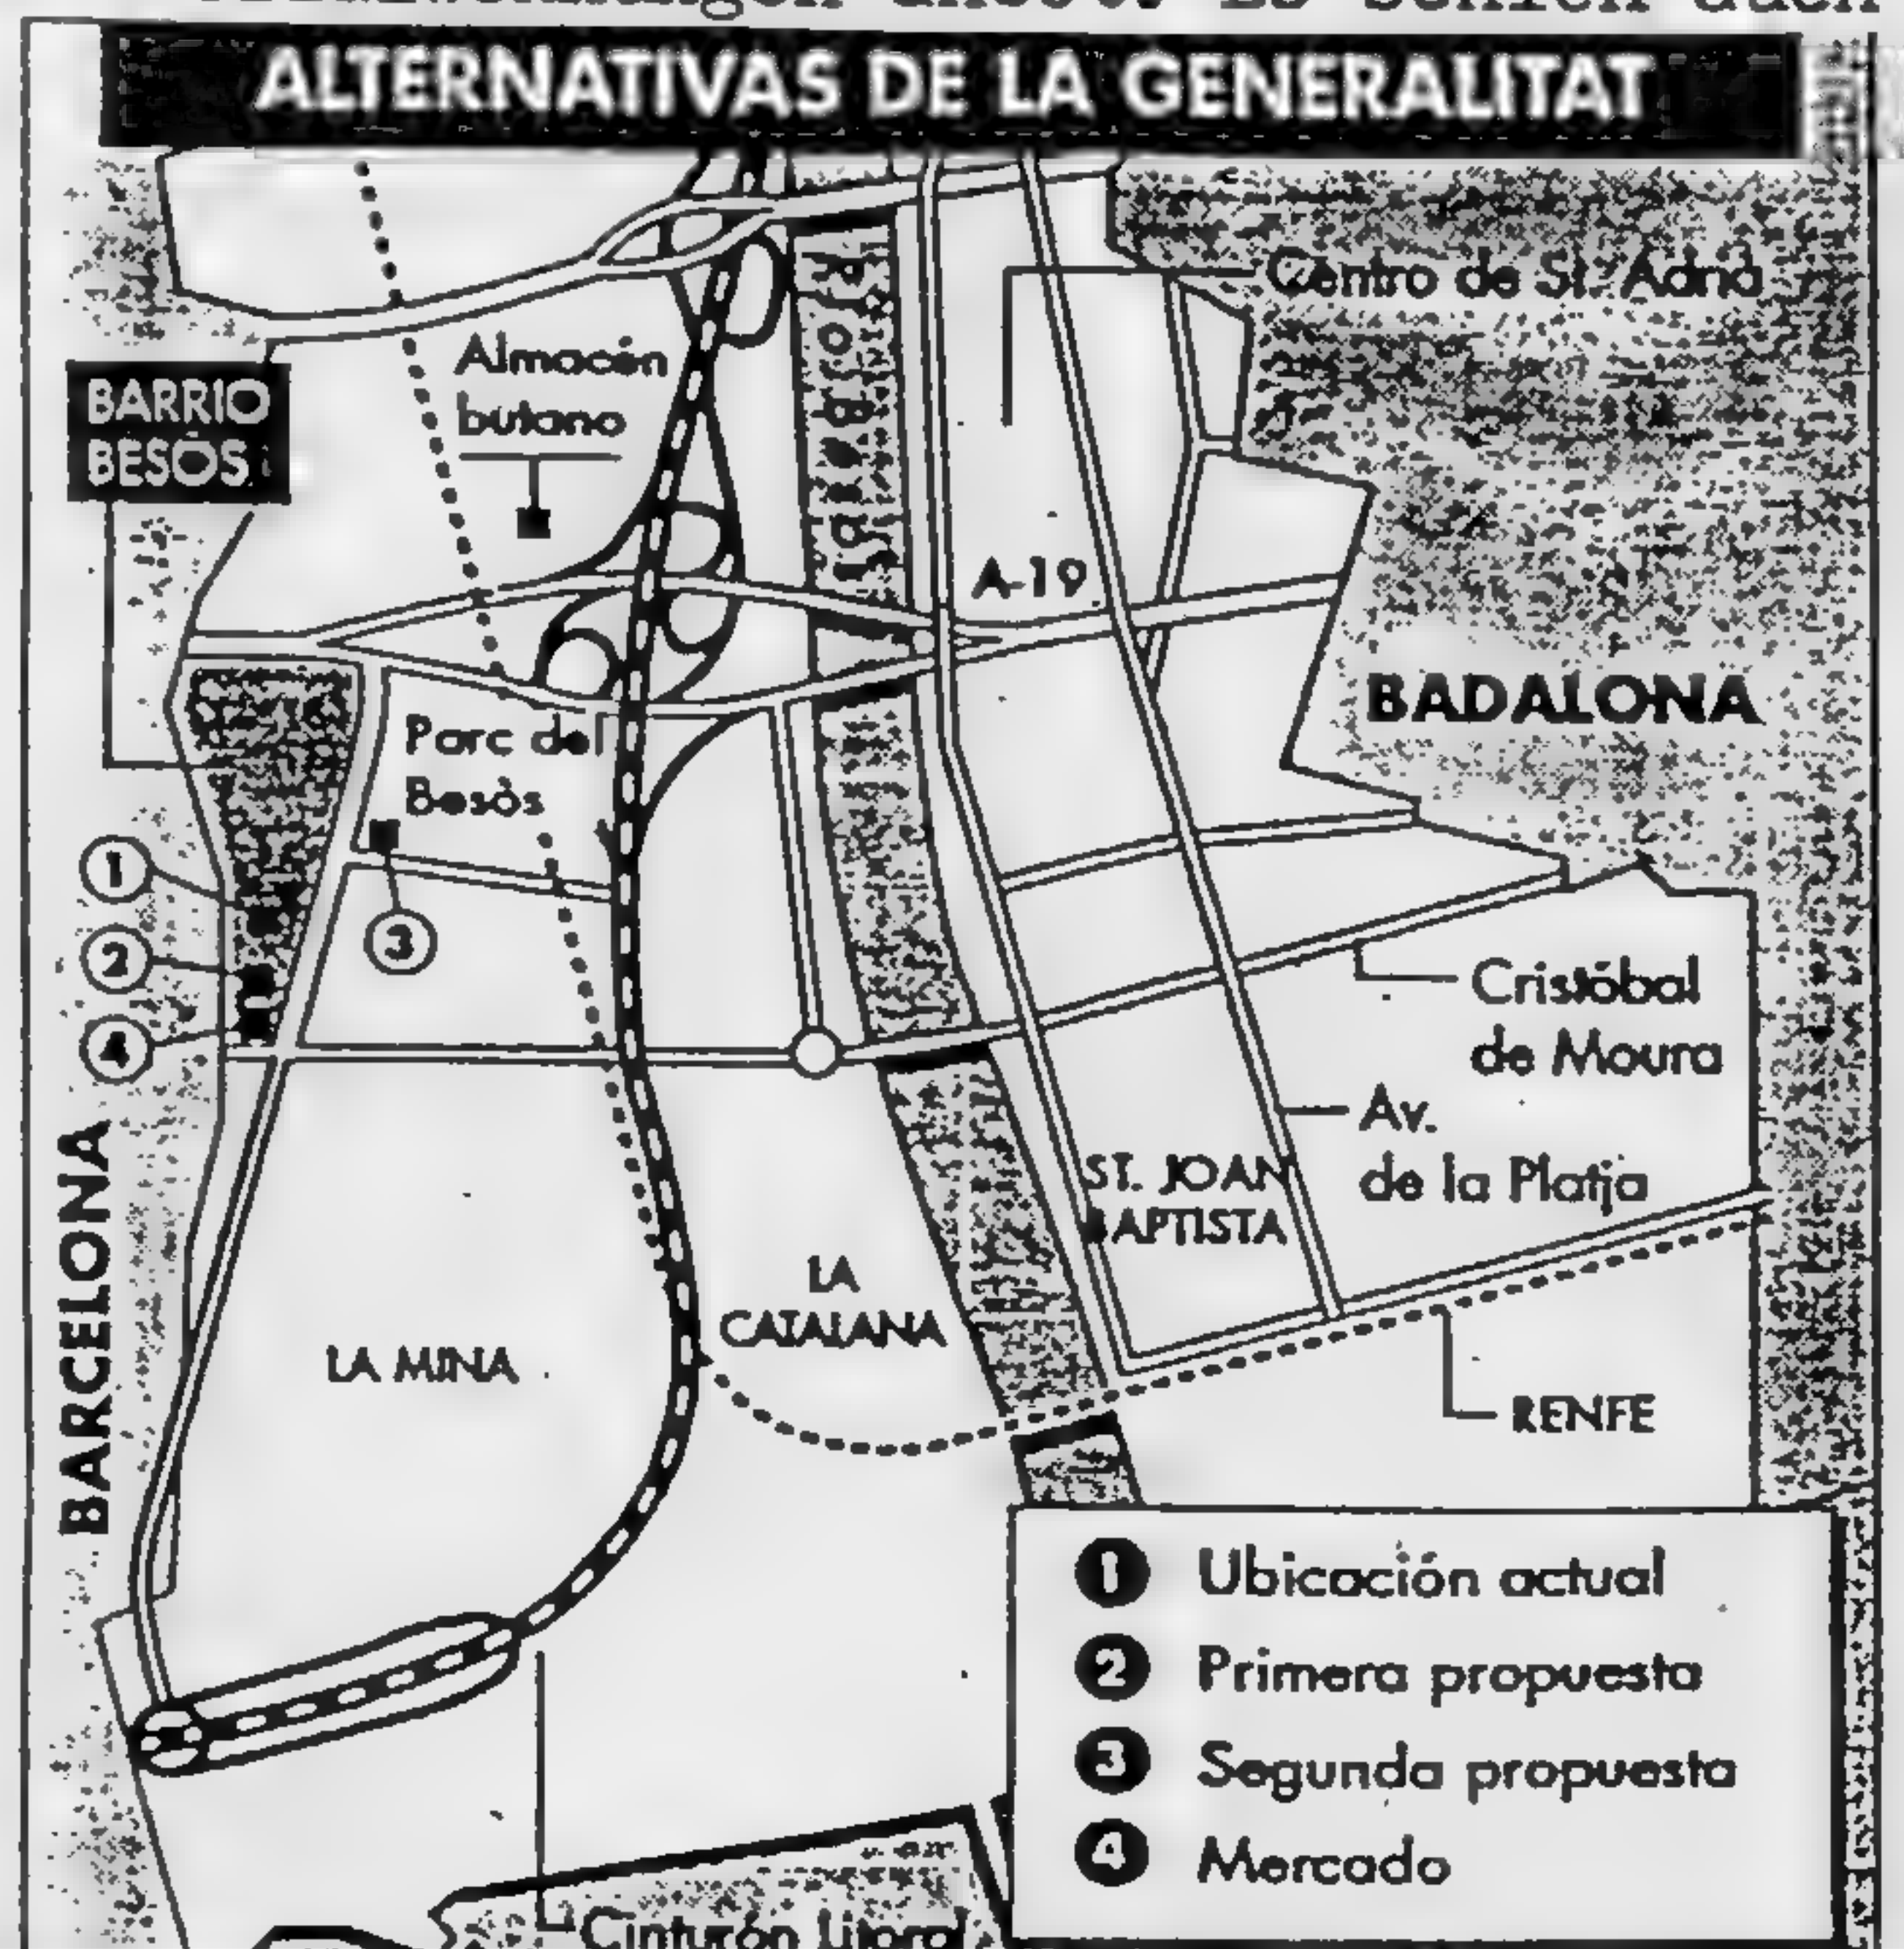 ALTERNATIVAS DE LA GENERALITAT
Centro de St. Adrià
Río Besòs
Almacén
butano
BARRIO
BESÒS
A-19
BADALONA
Parc del
Besòs
1
2
3
4
Cristóbal
de Moura
Av.
de la Platja
ST. JOAN
BAPTISTA
BARCELONA
LA
CATALANA
LA MINA
RENFE
1 Ubicación actual
2 Primera propuesta
3 Segunda propuesta
4 Mercado
Cinturón Litoral